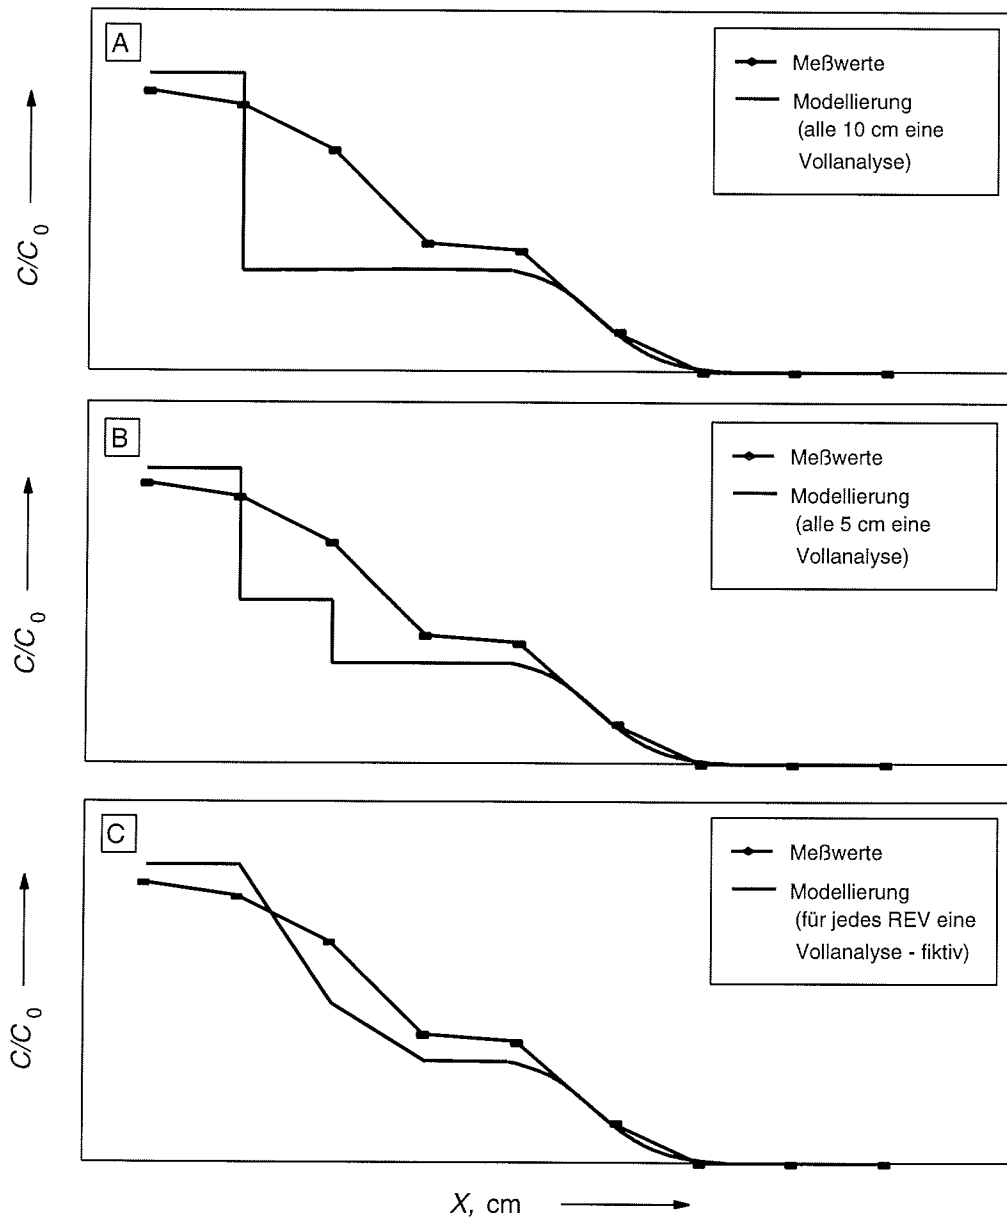 A
Meßwerte
Modellierung
(alle 10 cm eine
Vollanalyse)
C/C0
B
Meßwerte
Modellierung
(alle 5 cm eine
Vollanalyse)
C/C0
C
Meßwerte
Modellierung
(für jedes REV eine
Vollanalyse - fiktiv)
C/C0
X, cm